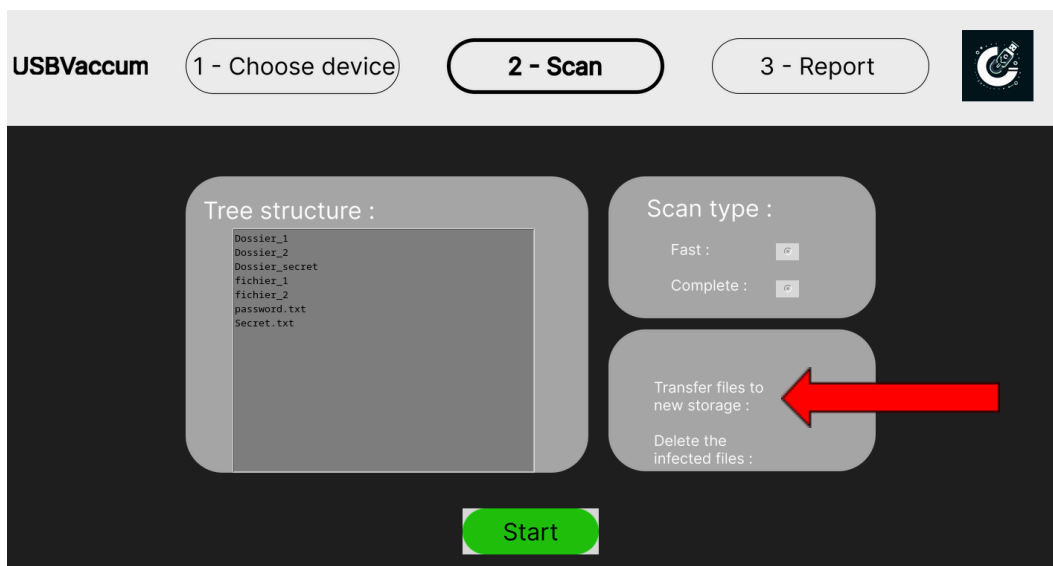 USBVaccum
1 - Choose device
2 - Scan
3 - Report
Tree structure :
Dossier_1
Dossier_2
Dossier_secret
fichier_1
fichier_2
password.txt
Secret.txt
Scan type :
Fast :
Complete :
Transfer files to
new storage :
Delete the
infected files :
Start